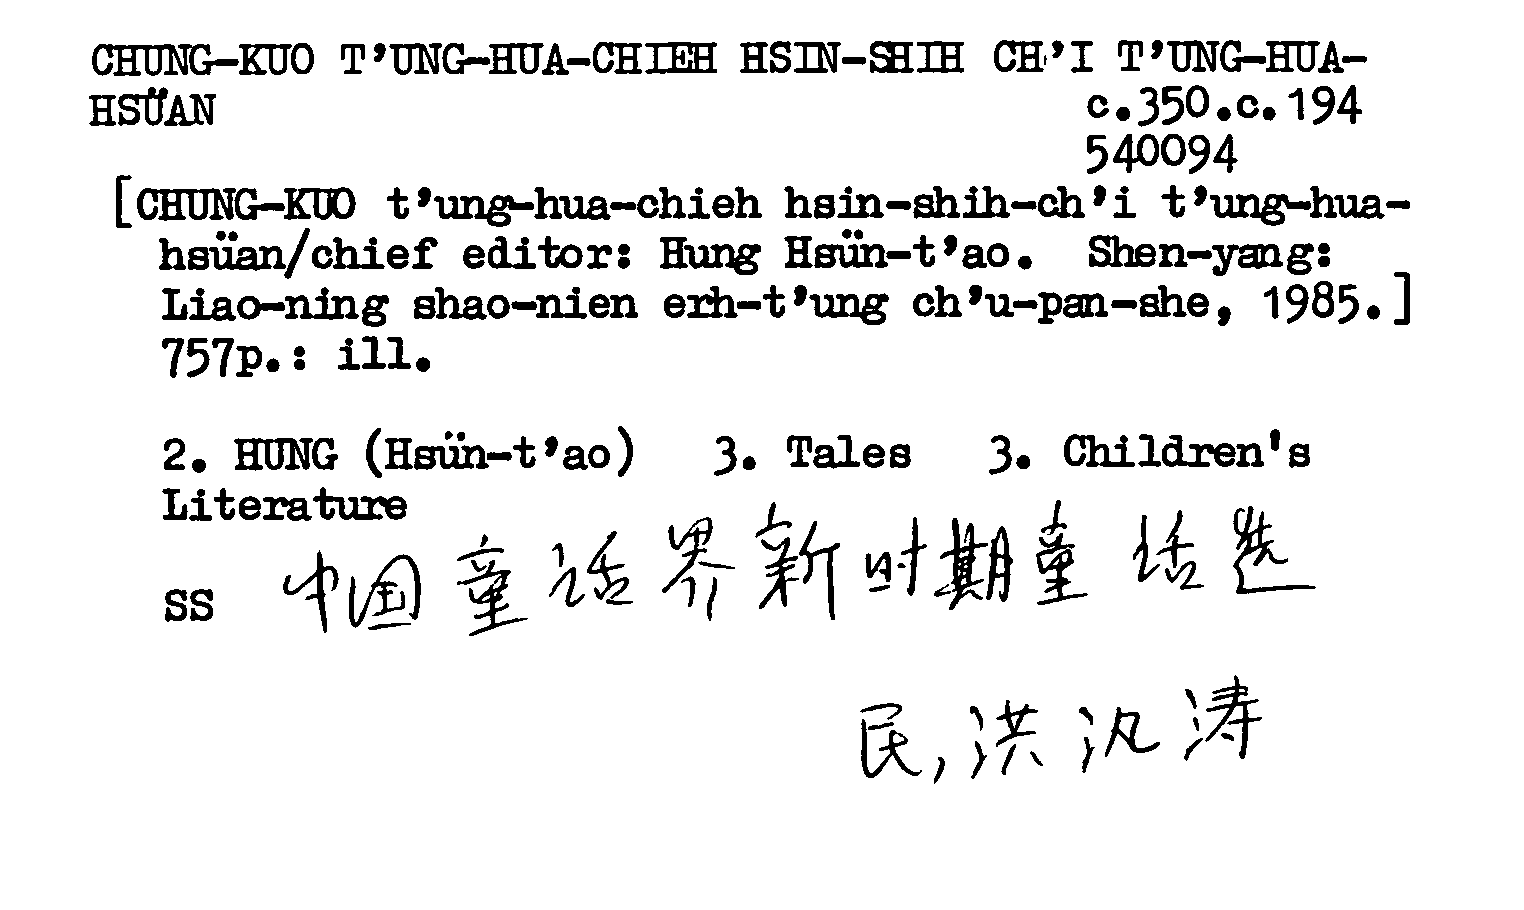 CHUNG-KUO T'UNG-HUA-CHIEH HSIN-SHIH CH'I T'UNG-HUA-
HSÜAN c.350.c.194
540094
[CHUNG-KUO t'ung-hua-chieh hsin-shih-ch'i t'ung-hua-
hsüan/chief editor: Hung Hsün-t'ao. Shen-yang:
Liao-ning shao-nien erh-t'ung ch'u-pan-she, 1985.]
757p.: ill.
2. HUNG (Hsün-t'ao) 3. Tales 3. Children's
Literature
SS 中国童话界新时期童话选
民,洪汛涛